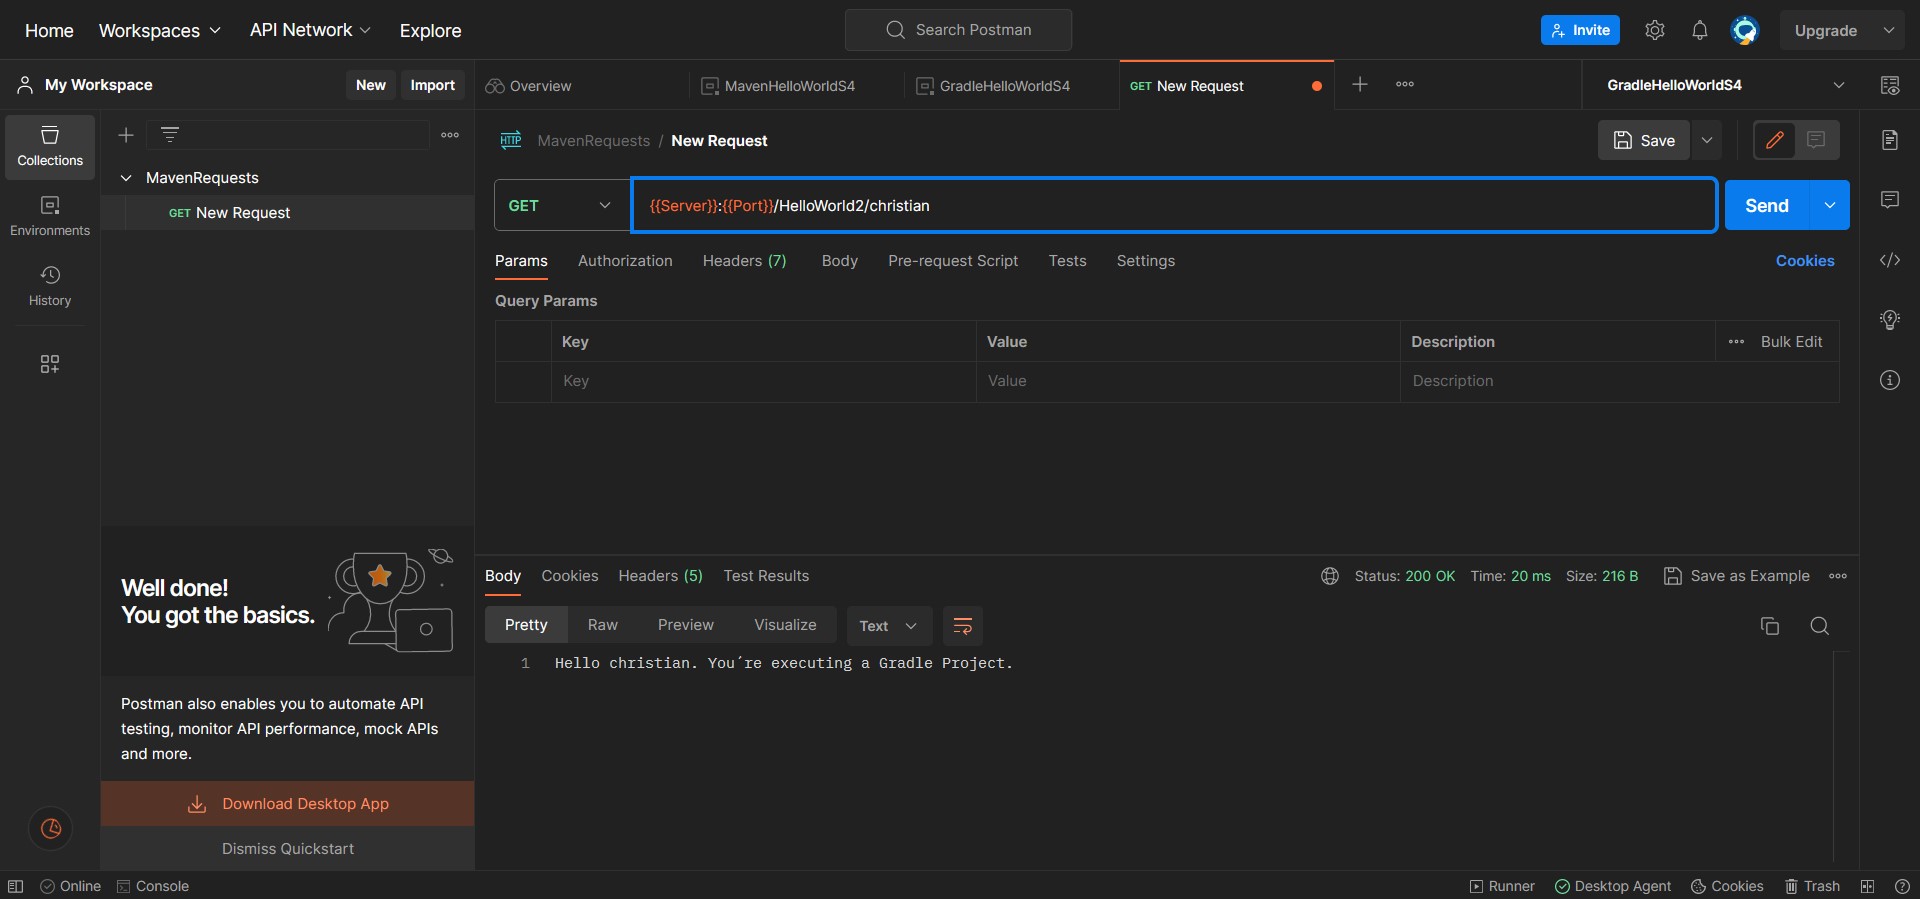 Home Workspaces API Network Explore Search Postman Invite Upgrade
My Workspace New Import Overview MavenHelloWorldS4 GradleHelloWorldS4 GET New Request GradleHelloWorldS4
Collections
Environments
History
MavenRequests
GET New Request
HTTP MavenRequests / New Request Save
GET {{Server}}:{{Port}}/HelloWorld2/christian Send
Params Authorization Headers (7) Body Pre-request Script Tests Settings Cookies
Query Params
Key Value Description Bulk Edit
Key Value Description
Well done!
You got the basics.
Postman also enables you to automate API
testing, monitor API performance, mock APIs
and more.
Download Desktop App
Dismiss Quickstart
Body Cookies Headers (5) Test Results Status: 200 OK Time: 20 ms Size: 216 B Save as Example
Pretty Raw Preview Visualize Text
1 Hello christian. You´re executing a Gradle Project.
Online Console Runner Desktop Agent Cookies Trash